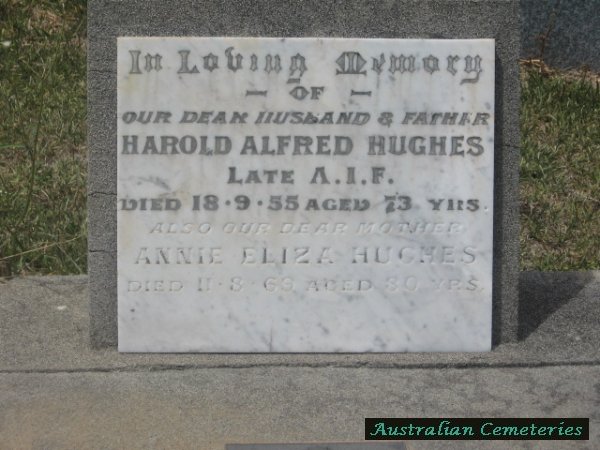 In Loving Memory
— OF —
OUR DEAR HUSBAND & FATHER
HAROLD ALFRED HUGHES
LATE A.I.F.
DIED 18·9·55 AGED 73 YRS.
ALSO OUR DEAR MOTHER
ANNIE ELIZA HUGHES
DIED 11·8·69 AGED 80 YRS.
Australian Cemeteries